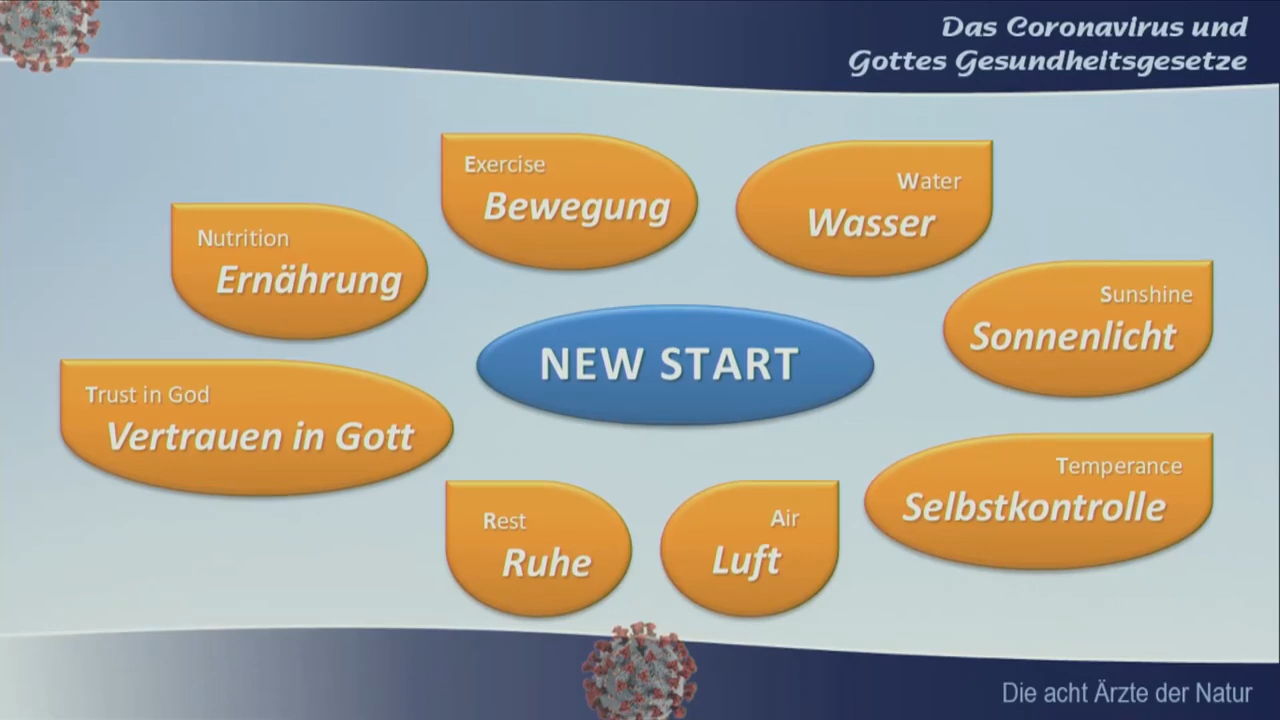 Das Coronavirus und
Gottes Gesundheitsgesetze
Nutrition
Ernährung
Exercise
Bewegung
Water
Wasser
Sunshine
Sonnenlicht
NEW START
Temperance
Selbstkontrolle
Air
Luft
Rest
Ruhe
Trust in God
Vertrauen in Gott
Die acht Ärzte der Natur